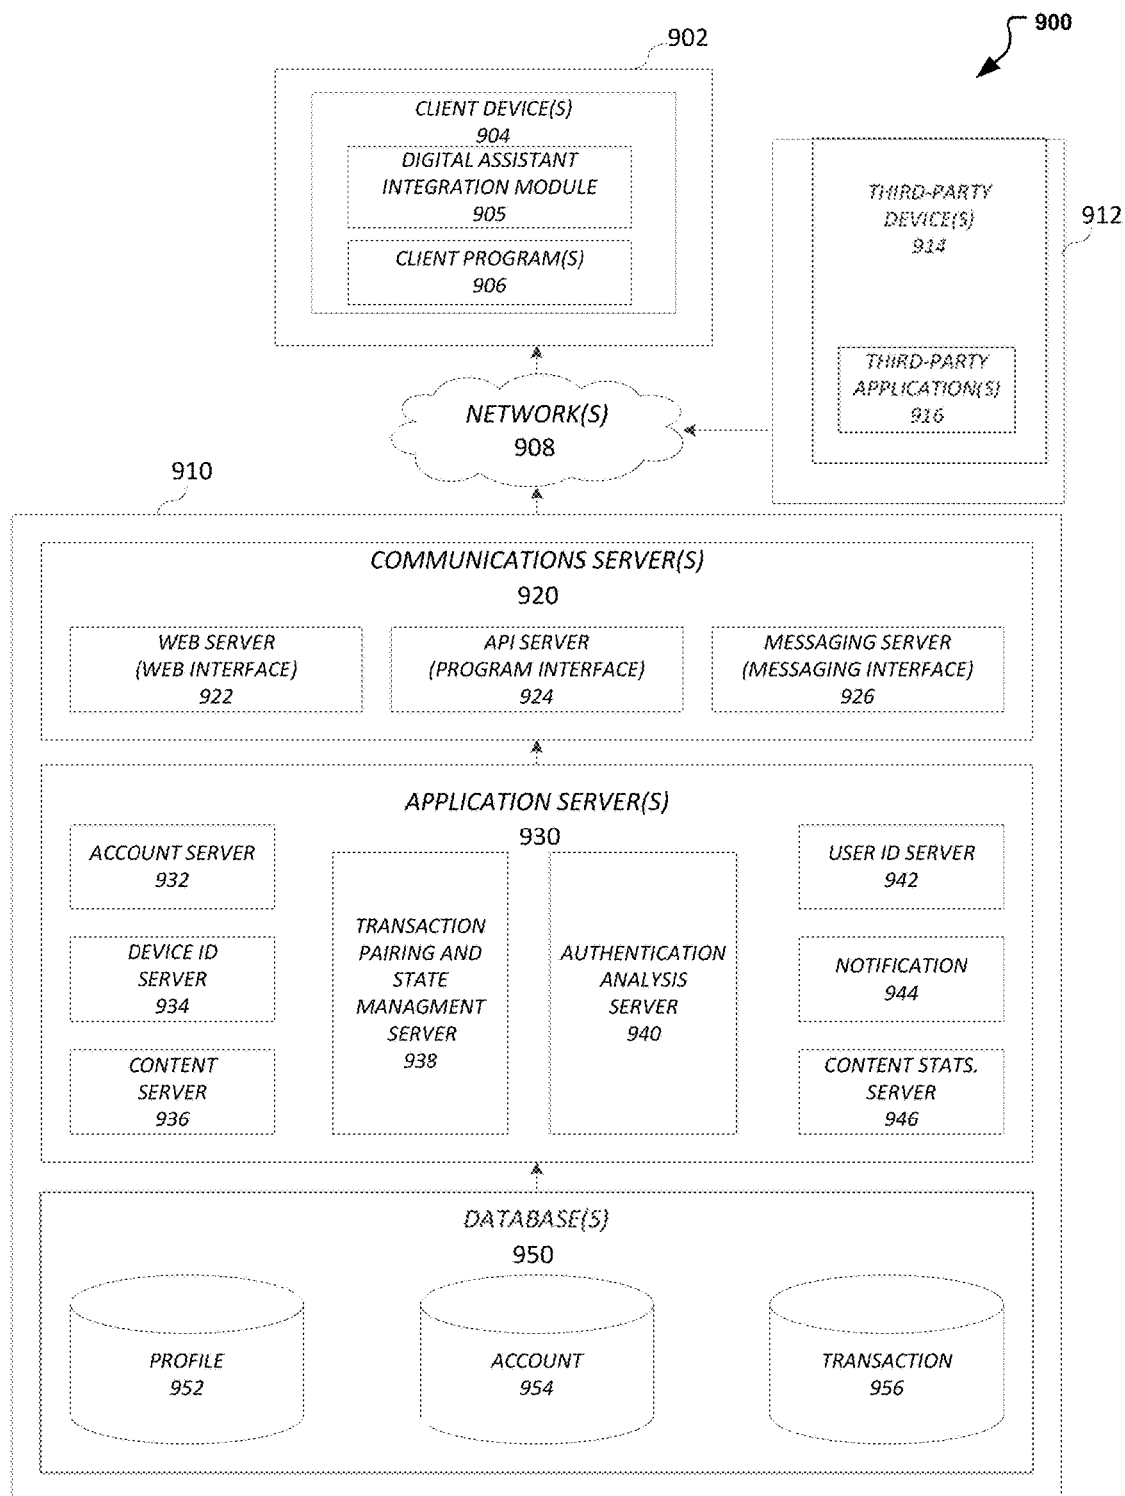 900
902
CLIENT DEVICE(S)
904
DIGITAL ASSISTANT
INTEGRATION MODULE
905
CLIENT PROGRAM(S)
906
THIRD-PARTY
DEVICE(S)
914
912
THIRD-PARTY
APPLICATION(S)
916
NETWORK(S)
908
910
COMMUNICATIONS SERVER(S)
920
WEB SERVER
(WEB INTERFACE)
922
API SERVER
(PROGRAM INTERFACE)
924
MESSAGING SERVER
(MESSAGING INTERFACE)
926
APPLICATION SERVER(S)
930
ACCOUNT SERVER
932
DEVICE ID
SERVER
934
CONTENT
SERVER
936
TRANSACTION
PAIRING AND
STATE
MANAGMENT
SERVER
938
AUTHENTICATION
ANALYSIS
SERVER
940
USER ID SERVER
942
NOTIFICATION
944
CONTENT STATS.
SERVER
946
DATABASE(S)
950
PROFILE
952
ACCOUNT
954
TRANSACTION
956